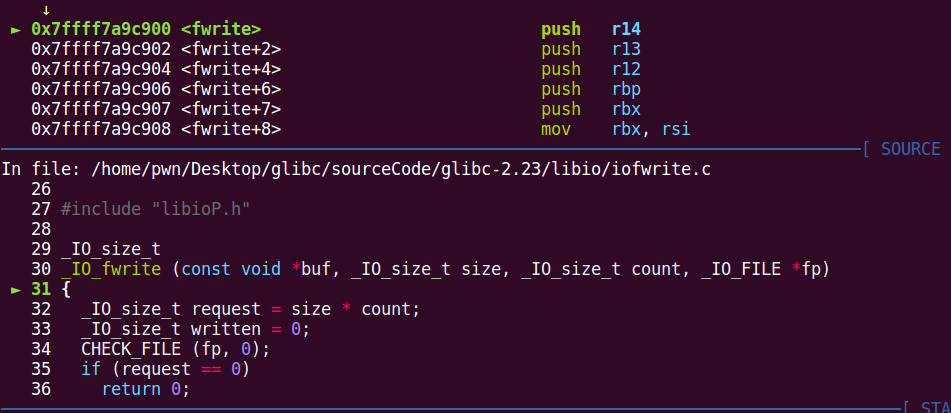 ↓
► 0x7ffff7a9c900 <fwrite> push r14
0x7ffff7a9c902 <fwrite+2> push r13
0x7ffff7a9c904 <fwrite+4> push r12
0x7ffff7a9c906 <fwrite+6> push rbp
0x7ffff7a9c907 <fwrite+7> push rbx
0x7ffff7a9c908 <fwrite+8> mov rbx, rsi
[ SOURCE
In file: /home/pwn/Desktop/glibc/sourceCode/glibc-2.23/libio/iofwrite.c
26
27 #include "libioP.h"
28
29 _IO_size_t
30 _IO_fwrite (const void *buf, _IO_size_t size, _IO_size_t count, _IO_FILE *fp)
► 31 {
32 _IO_size_t request = size * count;
33 _IO_size_t written = 0;
34 CHECK_FILE (fp, 0);
35 if (request == 0)
36 return 0;
[ STA